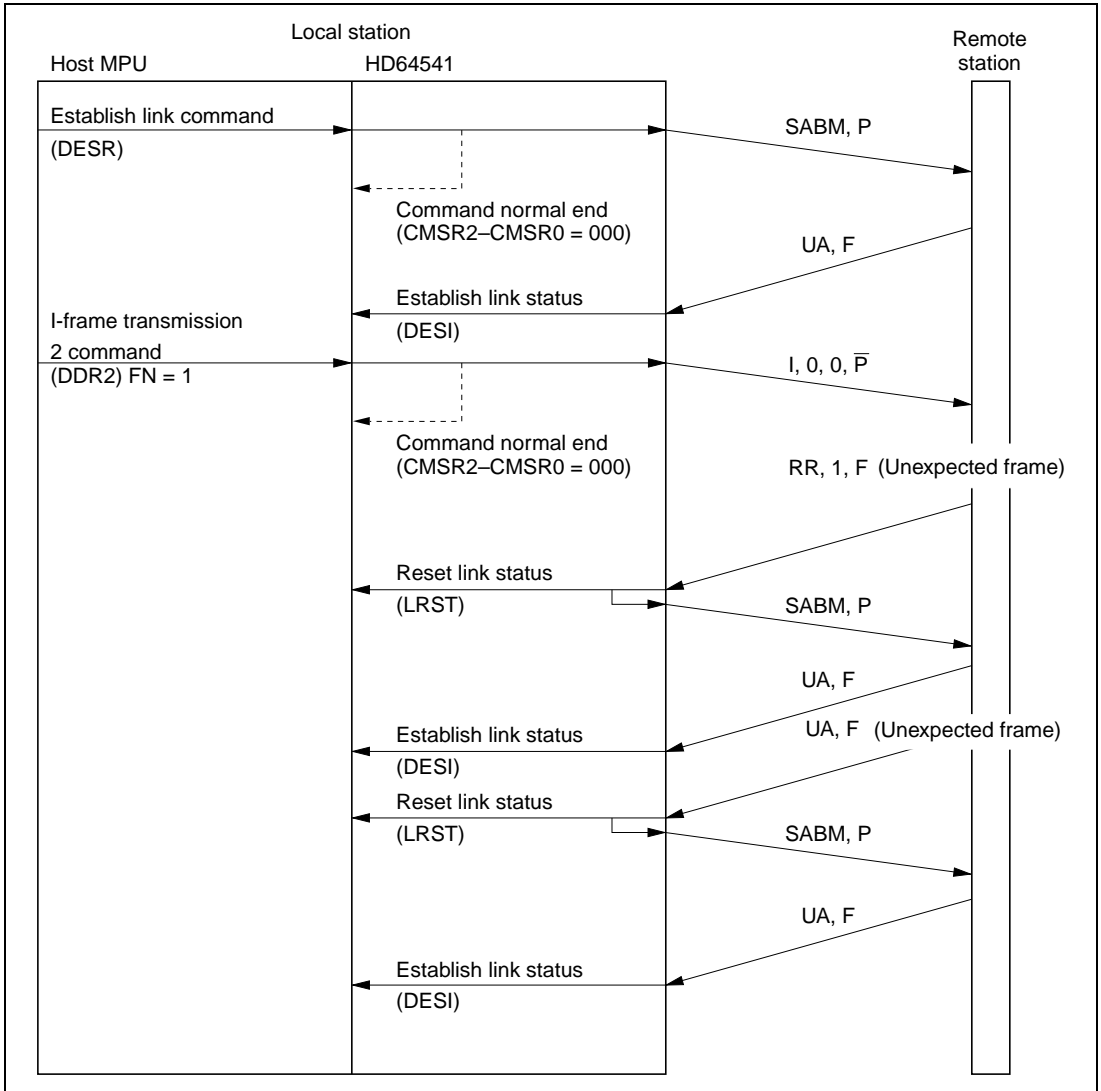 Local station
Remote
station
Host MPU
HD64541
Establish link command
(DESR)
SABM, P
Command normal end
(CMSR2–CMSR0 = 000)
UA, F
Establish link status
(DESI)
I-frame transmission
2 command
(DDR2) FN = 1
I, 0, 0, P̅
Command normal end
(CMSR2–CMSR0 = 000)
RR, 1, F (Unexpected frame)
Reset link status
(LRST)
SABM, P
UA, F
UA, F (Unexpected frame)
Establish link status
(DESI)
Reset link status
(LRST)
SABM, P
UA, F
Establish link status
(DESI)